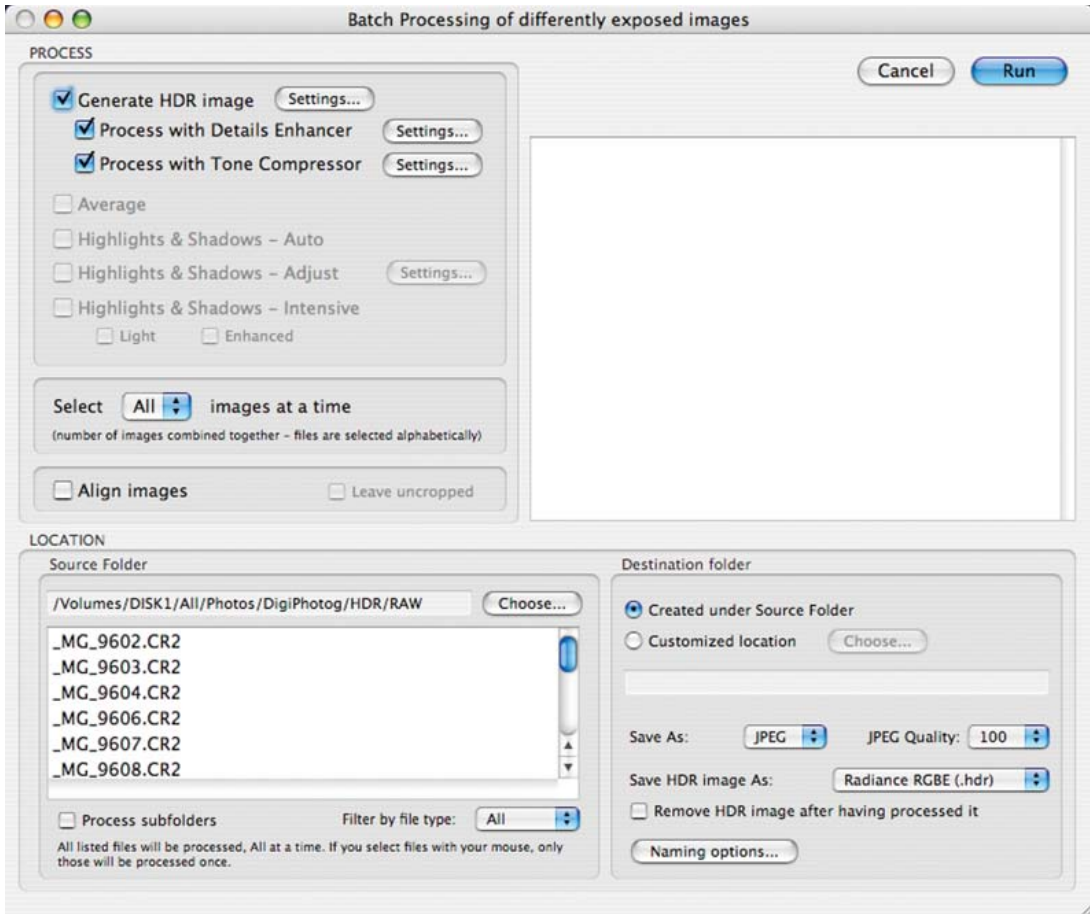 Batch Processing of differently exposed images
PROCESS
Cancel
Run
Generate HDR image
Settings...
Process with Details Enhancer
Settings...
Process with Tone Compressor
Settings...
Average
Highlights & Shadows – Auto
Highlights & Shadows – Adjust
Settings...
Highlights & Shadows – Intensive
Light
Enhanced
Select All images at a time
(number of images combined together – files are selected alphabetically)
Align images
Leave uncropped
LOCATION
Source Folder
/Volumes/DISK1/All/Photos/DigiPhotog/HDR/RAW
Choose...
_MG_9602.CR2
_MG_9603.CR2
_MG_9604.CR2
_MG_9606.CR2
_MG_9607.CR2
_MG_9608.CR2
Process subfolders
Filter by file type: All
All listed files will be processed, All at a time. If you select files with your mouse, only
those will be processed once.
Destination folder
Created under Source Folder
Customized location
Choose...
Save As: JPEG
JPEG Quality: 100
Save HDR image As: Radiance RGBE (.hdr)
Remove HDR image after having processed it
Naming options...